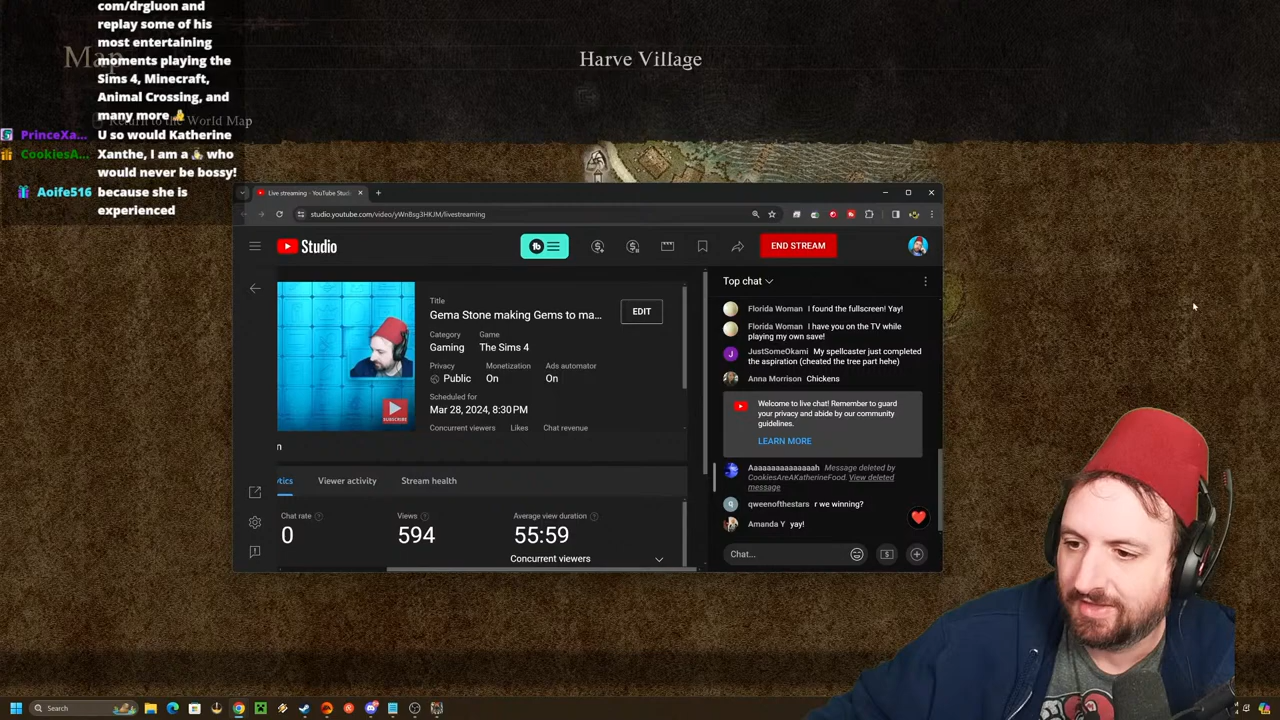 com/drgluon and
replay some of his
most entertaining
moments playing the
Sims 4, Minecraft,
Animal Crossing, and
many more
PrinceXa... U so would Katherine
CookiesA... Xanthe, I am a who
would never be bossy!
Aoife516 because she is
experienced
Map
Harve Village
Return to the World Map
Live streaming - YouTube Stud
studio.youtube.com/video/yWnBsg3HKJM/livestreaming
Studio
tb
END STREAM
Title
Gema Stone making Gems to ma...
EDIT
Category Game
Gaming The Sims 4
Privacy Monetization Ads automator
Public On On
Scheduled for
Mar 28, 2024, 8:30 PM
Concurrent viewers Likes Chat revenue
SUBSCRIBE
n
tics Viewer activity Stream health
Chat rate Views Average view duration
0 594 55:59
Concurrent viewers
Top chat
Florida Woman I found the fullscreen! Yay!
Florida Woman I have you on the TV while
playing my own save!
JustSomeOkami My spellcaster just completed
the aspiration (cheated the tree part hehe)
Anna Morrison Chickens
Welcome to live chat! Remember to guard
your privacy and abide by our community
guidelines.
LEARN MORE
Aaaaaaaaaaaaaaah Message deleted by
CookiesAreAKatherineFood. View deleted
message
qweenofthestars r we winning?
Amanda Y yay!
Chat...
Search